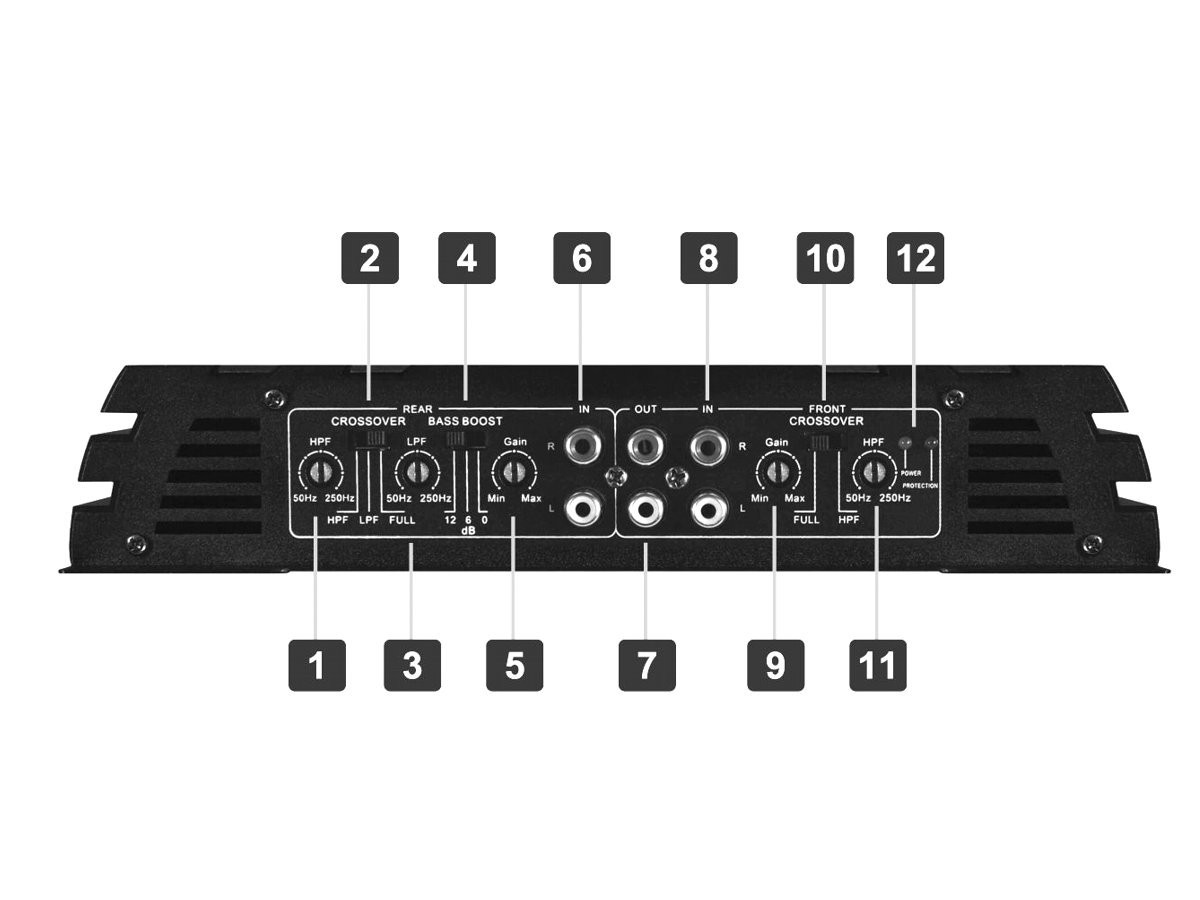 2 4 6 8 10 12
REAR IN OUT IN FRONT
CROSSOVER BASS BOOST CROSSOVER
HPF LPF Gain R R Gain HPF
POWER
PROTECTION
50Hz 250Hz 50Hz 250Hz Min Max L L Min Max 50Hz 250Hz
HPF LPF FULL 12 6 0 FULL HPF
dB
1 3 5 7 9 11